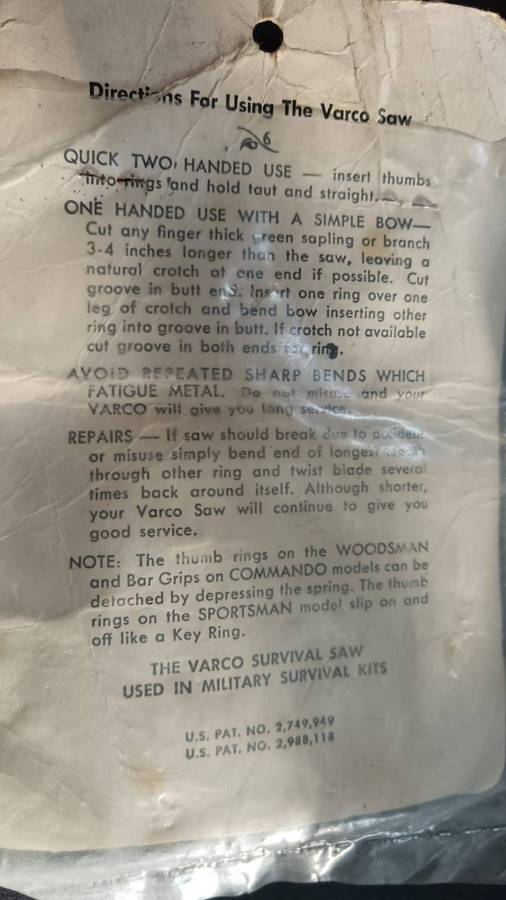 Directions For Using The Varco Saw
6
QUICK TWO HANDED USE — insert thumbs
into rings and hold taut and straight.
ONE HANDED USE WITH A SIMPLE BOW—
Cut any finger thick green sapling or branch
3-4 inches longer than the saw, leaving a
natural crotch at one end if possible. Cut
groove in butt end. Insert one ring over one
leg of crotch and bend bow inserting other
ring into groove in butt. If crotch not available
cut groove in both ends for ring.
AVOID REPEATED SHARP BENDS WHICH
FATIGUE METAL. Do not misuse and your
VARCO will give you long service.
REPAIRS — If saw should break due to accident
or misuse simply bend end of longest
through other ring and twist blade several
times back around itself. Although shorter,
your Varco Saw will continue to give you
good service.
NOTE: The thumb rings on the WOODSMAN
and Bar Grips on COMMANDO models can be
detached by depressing the spring. The thumb
rings on the SPORTSMAN model slip on and
off like a Key Ring.
THE VARCO SURVIVAL SAW
USED IN MILITARY SURVIVAL KITS
U.S. PAT. NO. 2,749,949
U.S. PAT. NO. 2,988,118